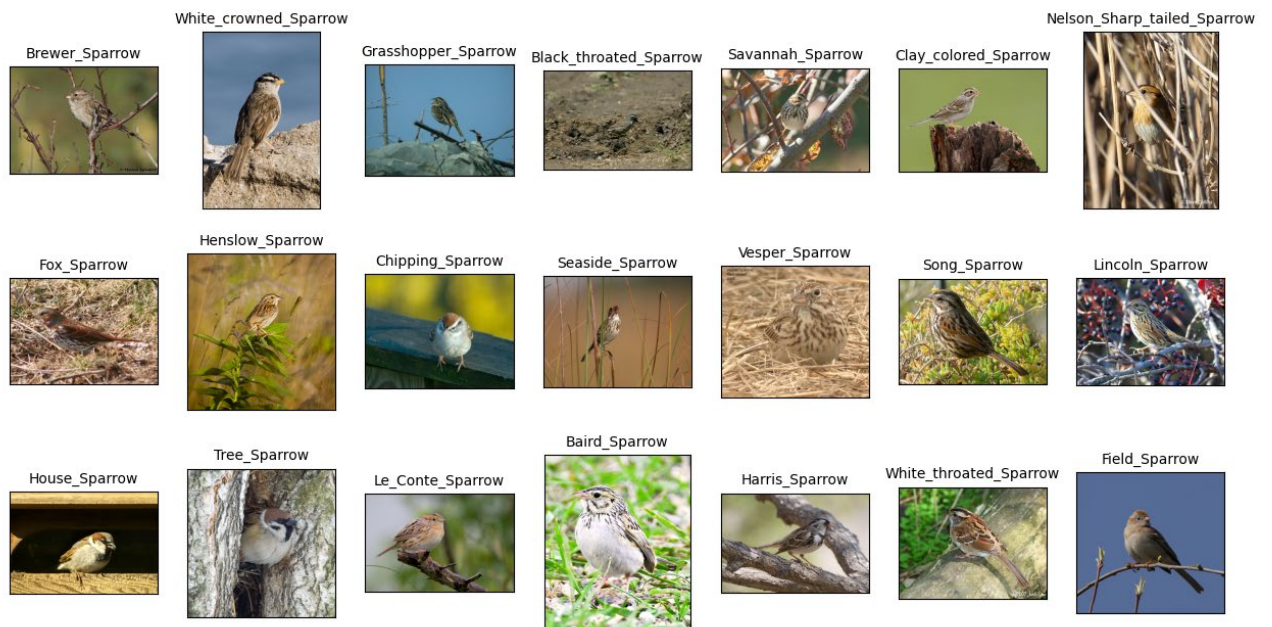 Brewer_Sparrow
White_crowned_Sparrow
Grasshopper_Sparrow
Black_throated_Sparrow
Savannah_Sparrow
Clay_colored_Sparrow
Nelson_Sharp_tailed_Sparrow
Fox_Sparrow
Henslow_Sparrow
Chipping_Sparrow
Seaside_Sparrow
Vesper_Sparrow
Song_Sparrow
Lincoln_Sparrow
House_Sparrow
Tree_Sparrow
Le_Conte_Sparrow
Baird_Sparrow
Harris_Sparrow
White_throated_Sparrow
Field_Sparrow